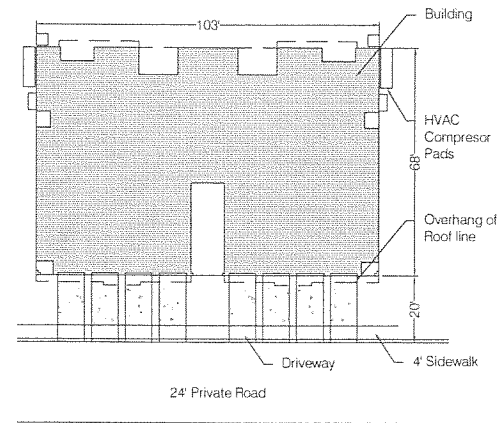 103'
Building
HVAC
Compresor
Pads
68'
Overhang of
Roof line
20'
Driveway
4' Sidewalk
24' Private Road